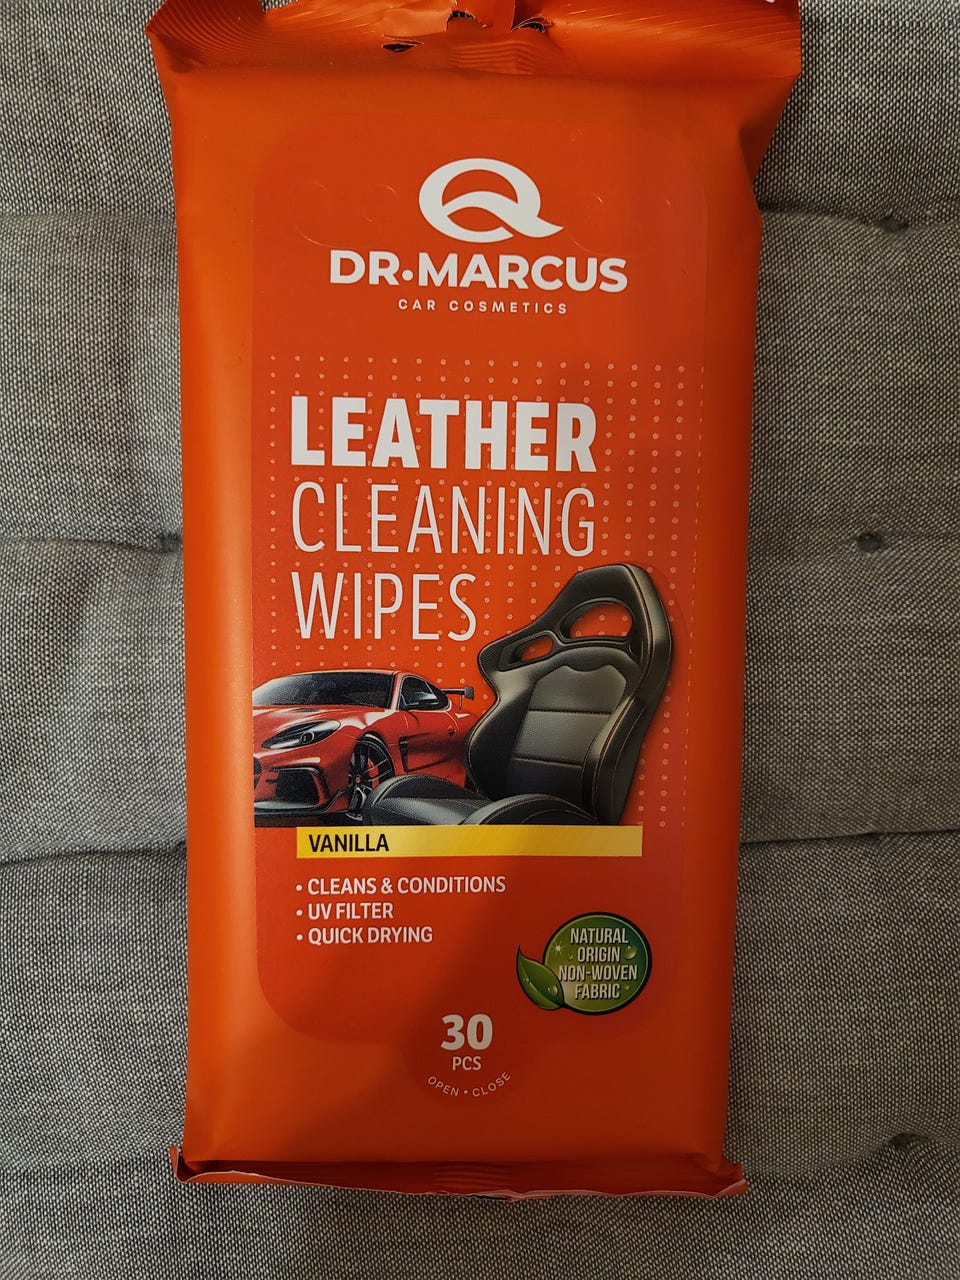 DR·MARCUS
CAR COSMETICS
LEATHER
CLEANING
WIPES
VANILLA
• CLEANS & CONDITIONS
• UV FILTER
• QUICK DRYING
NATURAL
ORIGIN
NON-WOVEN
FABRIC
30
PCS
OPEN • CLOSE